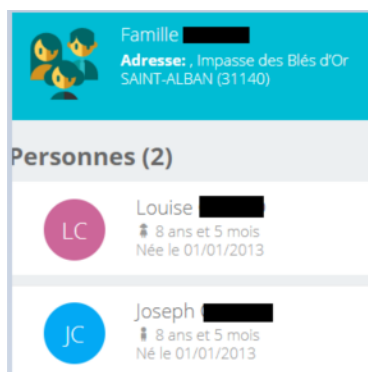 Famille
Adresse: , Impasse des Blés d'Or
SAINT-ALBAN (31140)
Personnes (2)
LC
Louise
8 ans et 5 mois
Née le 01/01/2013
JC
Joseph
8 ans et 5 mois
Né le 01/01/2013